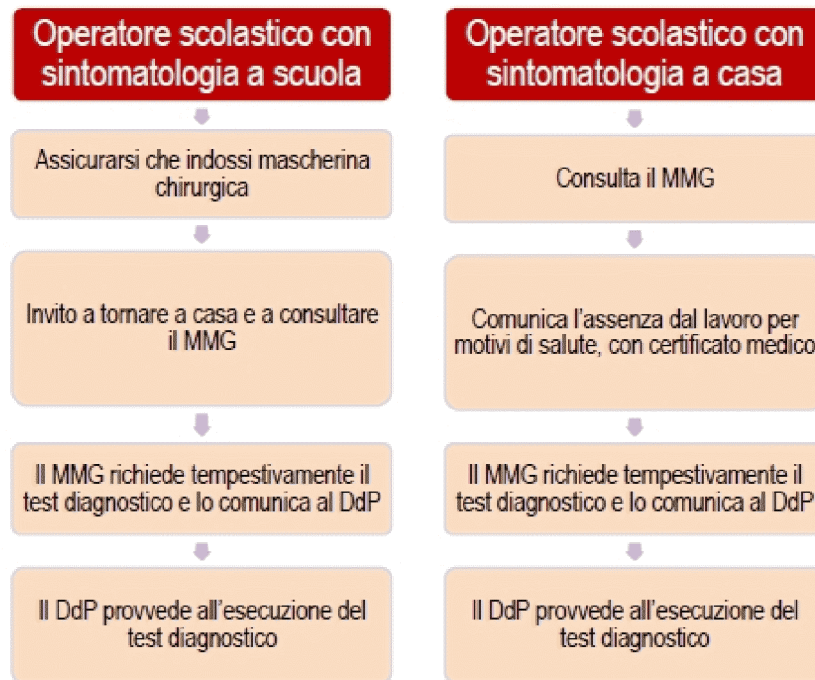 Operatore scolastico con
sintomatologia a scuola
Assicurarsi che indossi mascherina
chirurgica
Invito a tornare a casa e a consultare
il MMG
Il MMG richiede tempestivamente il
test diagnostico e lo comunica al DdP
Il DdP provvede all'esecuzione del
test diagnostico
Operatore scolastico con
sintomatologia a casa
Consulta il MMG
Comunica l'assenza dal lavoro per
motivi di salute, con certificato medico
Il MMG richiede tempestivamente il
test diagnostico e lo comunica al DdP
Il DdP provvede all'esecuzione del
test diagnostico